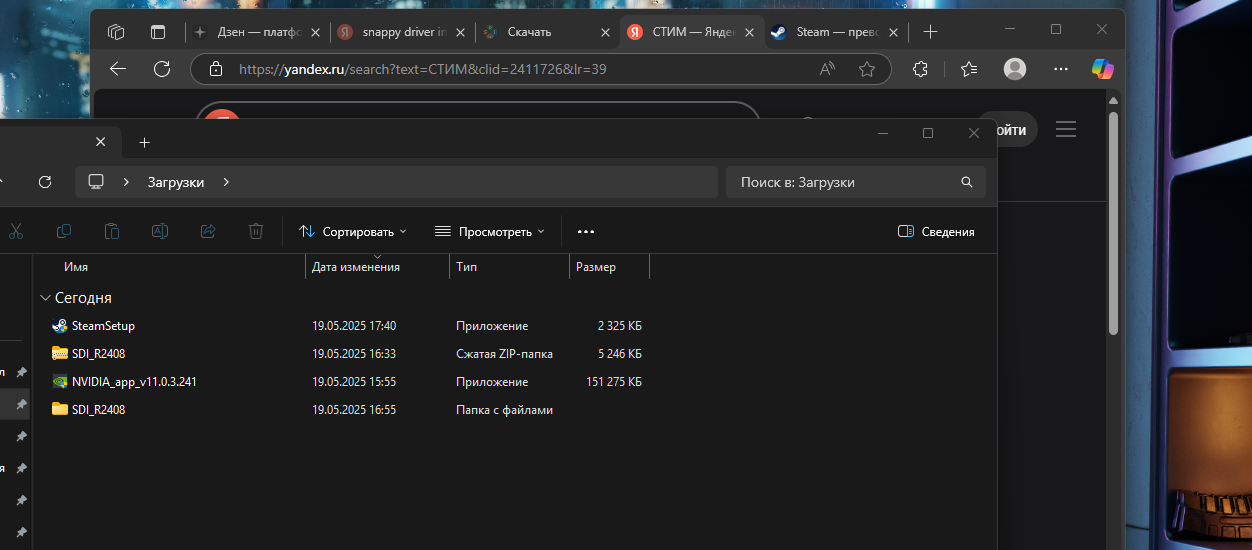 Дзен — платфо
snappy driver in
Скачать
Я СТИМ — Яндек
Steam — прево
https://yandex.ru/search?text=СТИМ&clid=2411726&lr=39
ойти
Загрузки
Поиск в: Загрузки
Сортировать
Просмотреть
Сведения
Имя
Дата изменения
Тип
Размер
Сегодня
SteamSetup 19.05.2025 17:40 Приложение 2 325 КБ
SDI_R2408 19.05.2025 16:33 Сжатая ZIP-папка 5 246 КБ
л
NVIDIA_app_v11.0.3.241 19.05.2025 15:55 Приложение 151 275 КБ
SDI_R2408 19.05.2025 16:55 Папка с файлами
я